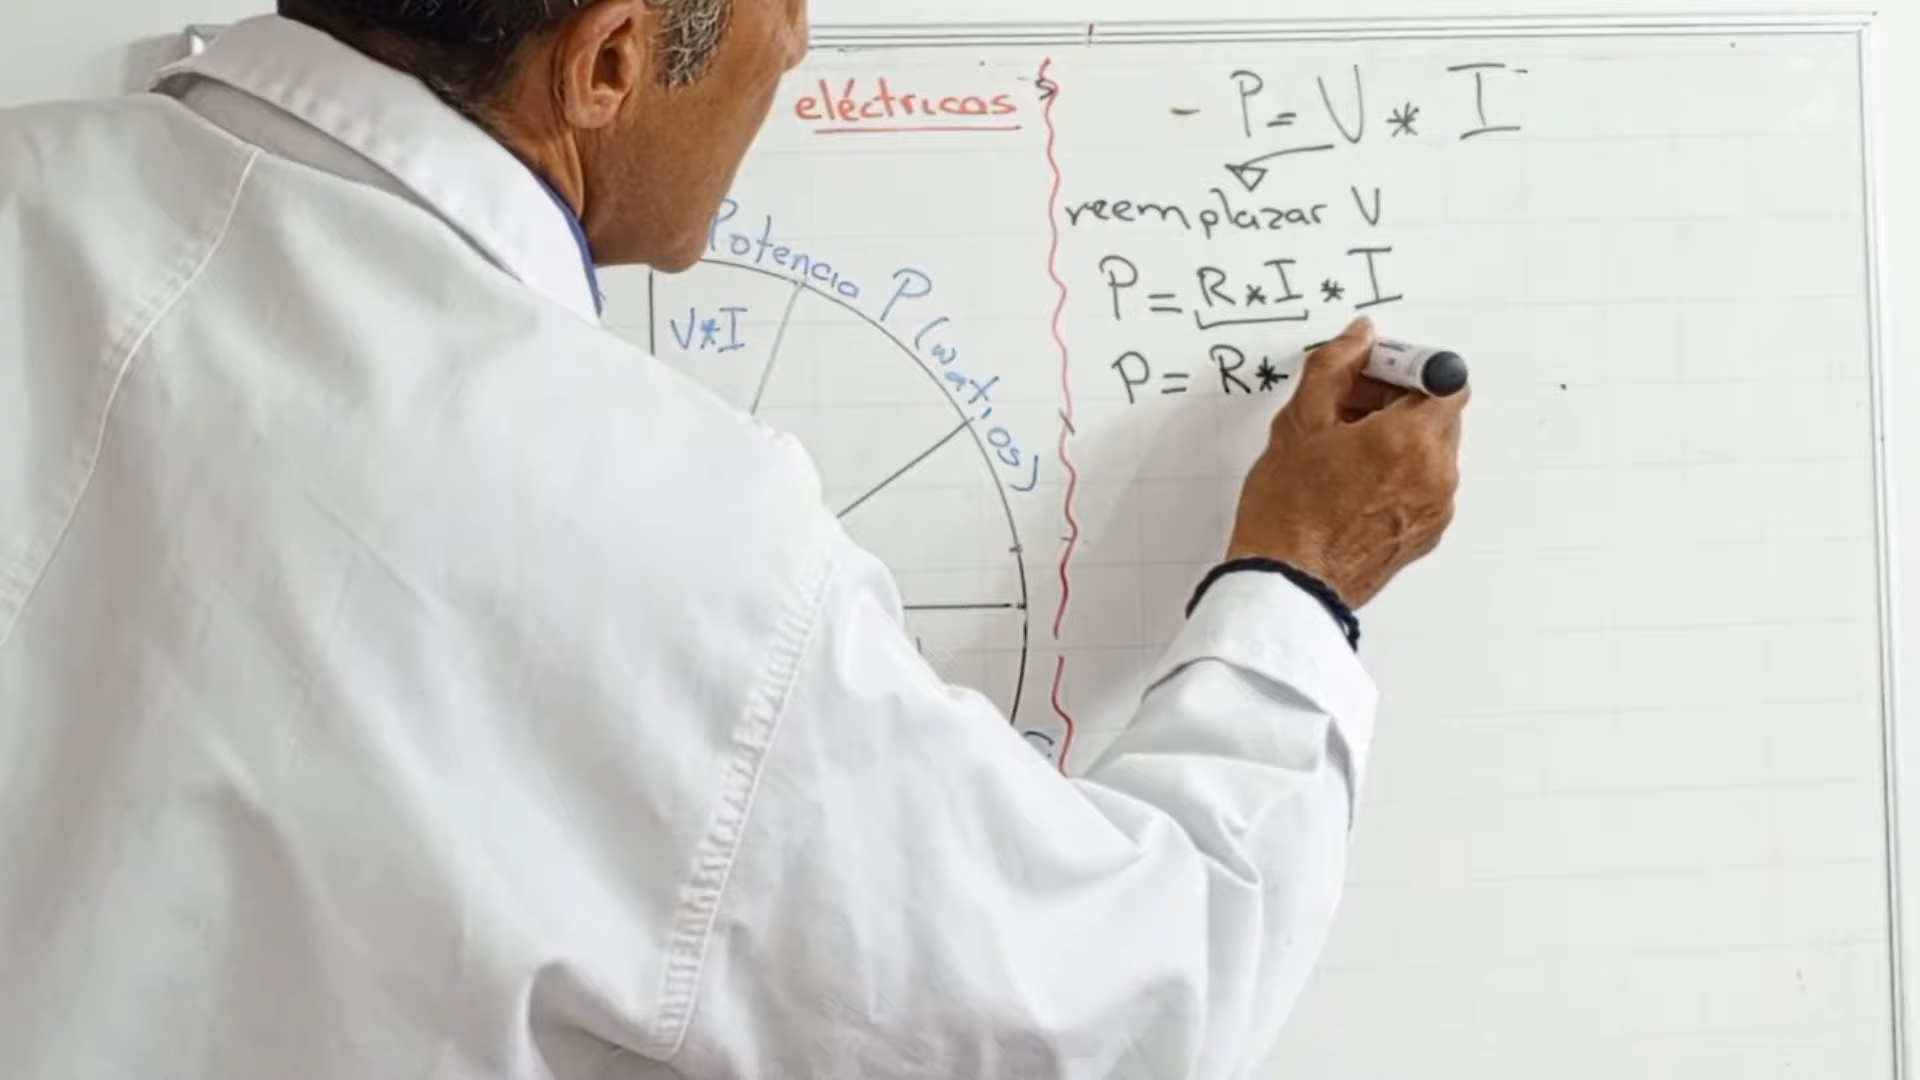 eléctricas
Potencia P (watios)
V*I
- P = V * I
reemplazar V
P = R*I * I
P = R*